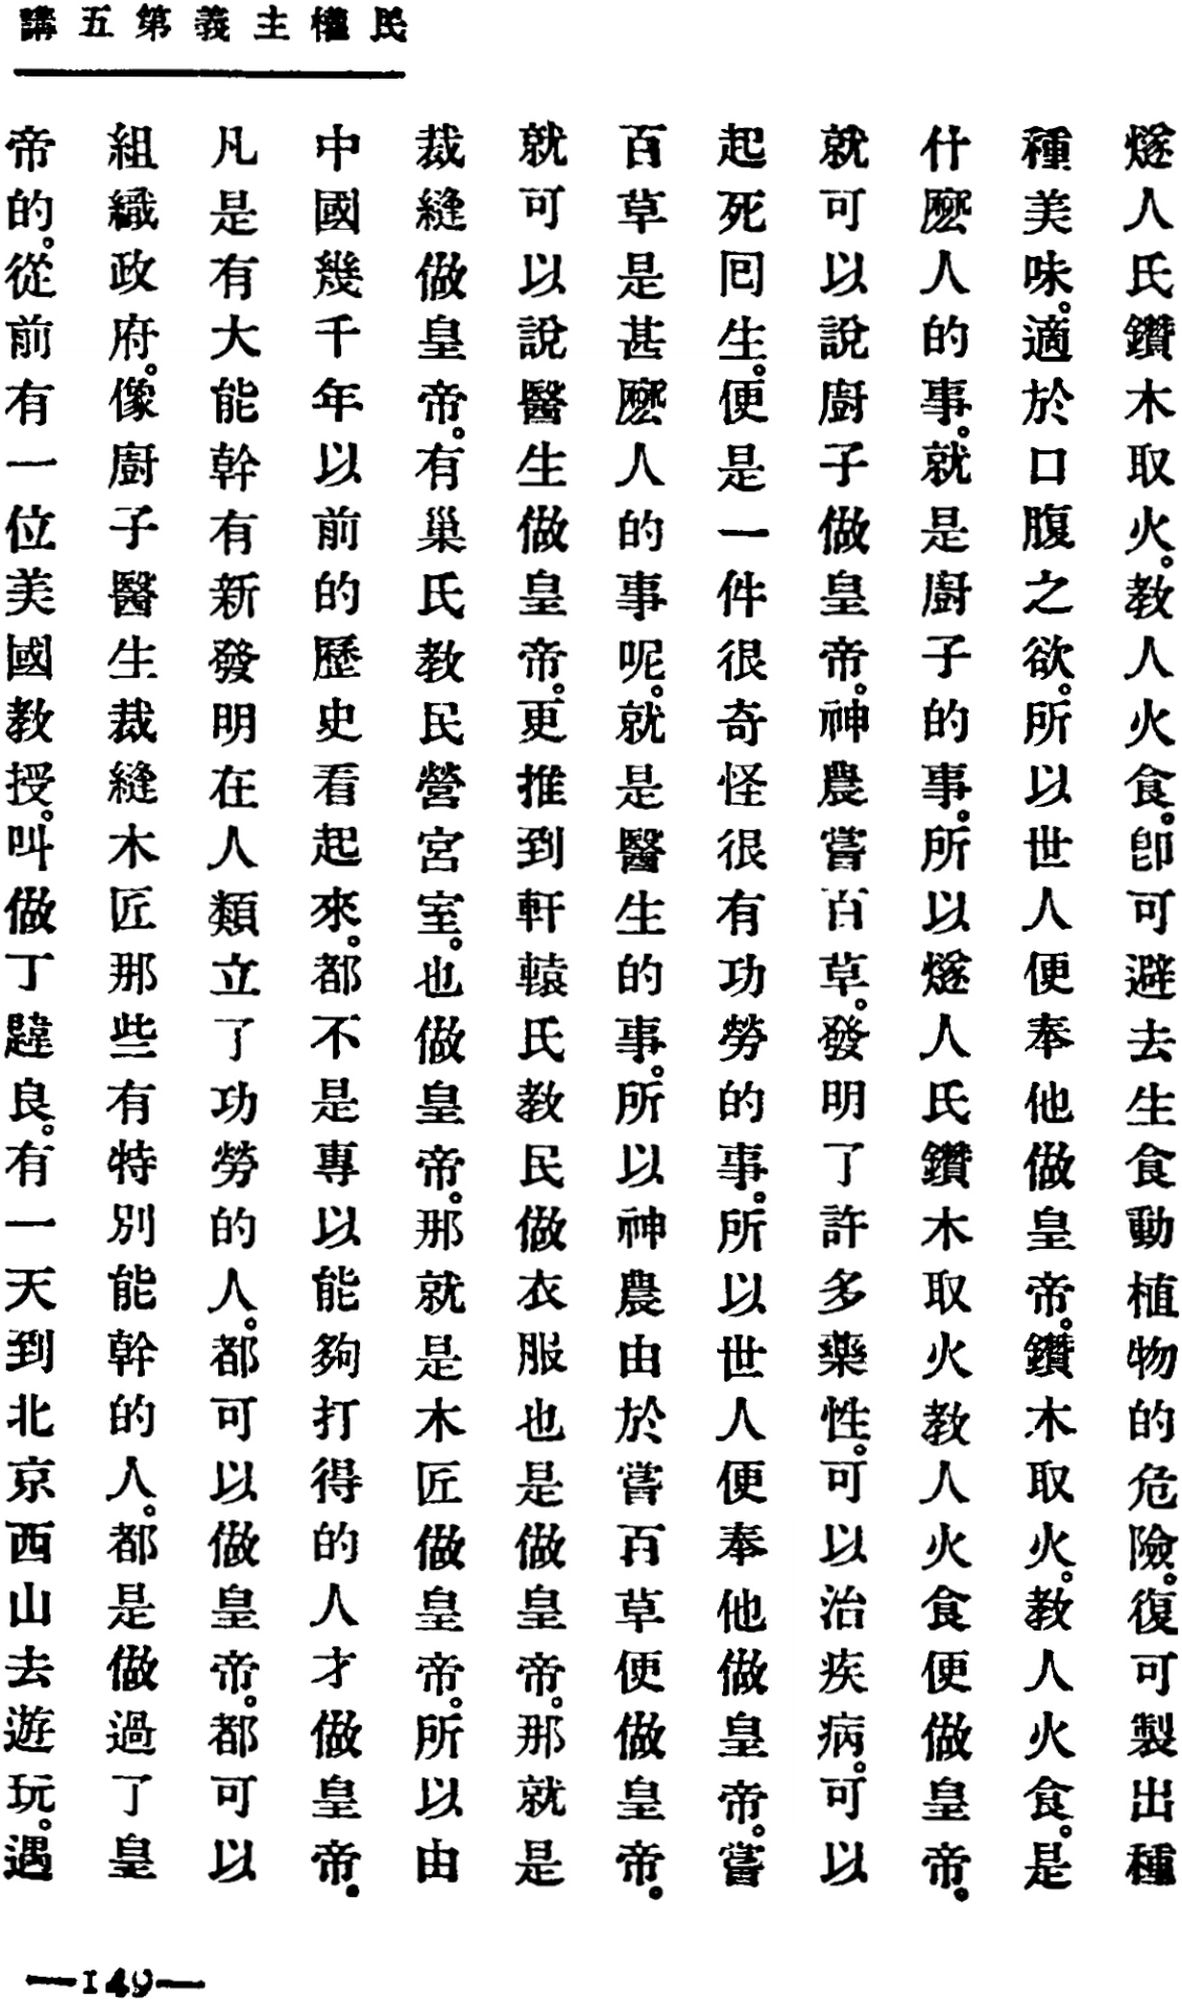 民權主義第五講
燧人氏鑽木取火。教人火食。卽可避去生食動植物的危險。復可製出種
種美味。適於口腹之欲。所以世人便奉他做皇帝。鑽木取火。教人火食。是
什麽人的事。就是廚子的事。所以燧人氏鑽木取火教人火食便做皇帝。
就可以說廚子做皇帝。神農嘗百草。發明了許多藥性。可以治疾病。可以
起死囘生。便是一件很奇怪很有功勞的事。所以世人便奉他做皇帝。嘗
百草是甚麽人的事呢。就是醫生的事。所以神農由於嘗百草便做皇帝。
就可以說醫生做皇帝。更推到軒轅氏教民做衣服也是做皇帝。那就是
裁縫做皇帝。有巢氏教民營宮室。也做皇帝。那就是木匠做皇帝。所以由
中國幾千年以前的歷史看起來。都不是專以能夠打得的人才做皇帝。
凡是有大能幹有新發明在人類立了功勞的人。都可以做皇帝。都可以
組織政府。像廚子醫生裁縫木匠那些有特別能幹的人。都是做過了皇
帝的。從前有一位美國教授。叫做丁韙良。有一天到北京西山去遊玩。遇
—149—